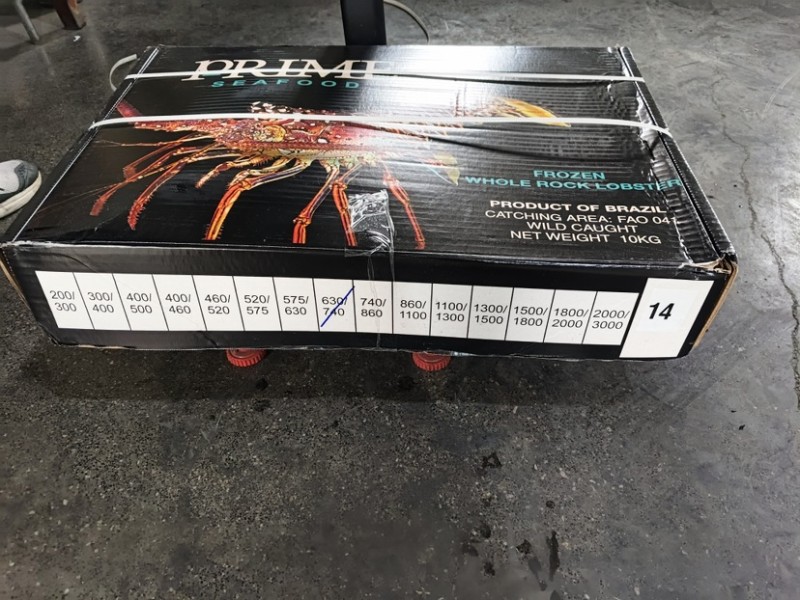 PRIME
SEAFOOD
FROZEN
WHOLE ROCK LOBSTER
PRODUCT OF BRAZIL
CATCHING AREA: FAO 041
WILD CAUGHT
NET WEIGHT 10KG
200/ 300/ 400/ 400/ 460/ 520/ 575/ 630/ 740/ 860/ 1100/ 1300/ 1500/ 1800/ 2000/ 14
300 400 500 460 520 575 630 740 860 1100 1300 1500 1800 2000 3000